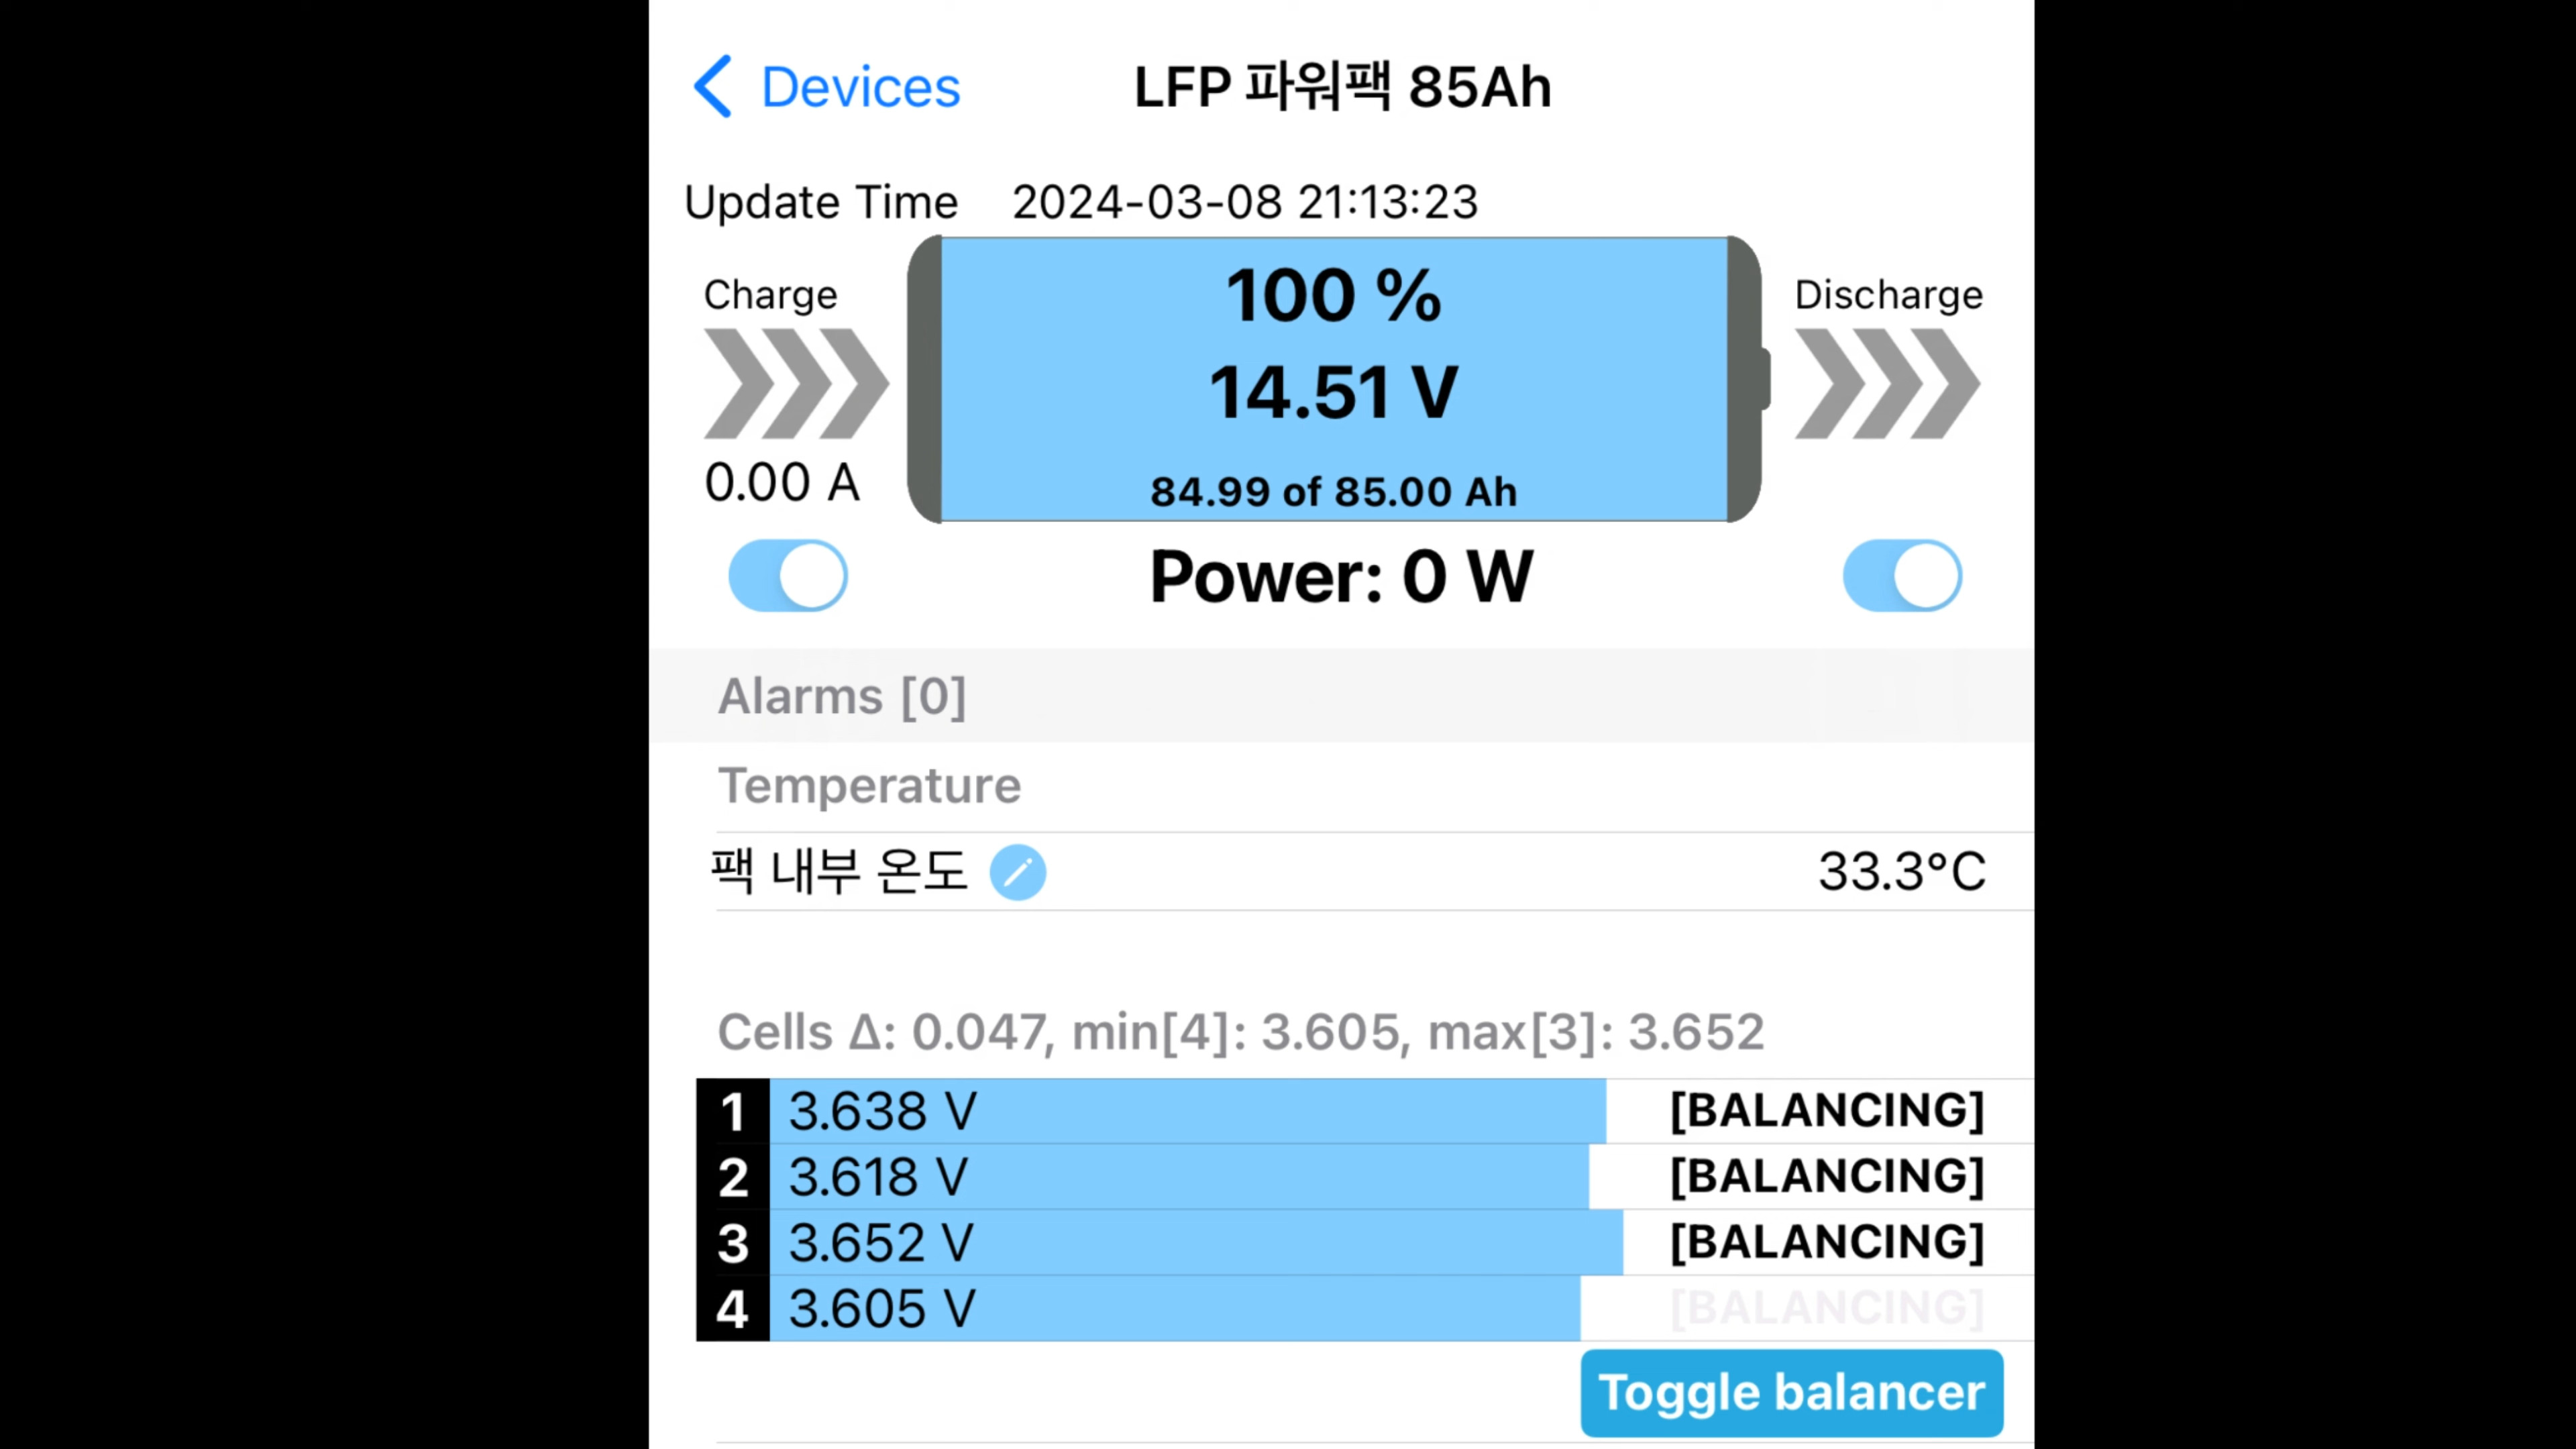 Devices
LFP 파워팩 85Ah
Update Time 2024-03-08 21:13:23
Charge
100 %
Discharge
14.51 V
0.00 A
84.99 of 85.00 Ah
Power: 0 W
Alarms [0]
Temperature
팩 내부 온도 33.3°C
Cells Δ: 0.047, min[4]: 3.605, max[3]: 3.652
1 3.638 V [BALANCING]
2 3.618 V [BALANCING]
3 3.652 V [BALANCING]
4 3.605 V [BALANCING]
Toggle balancer